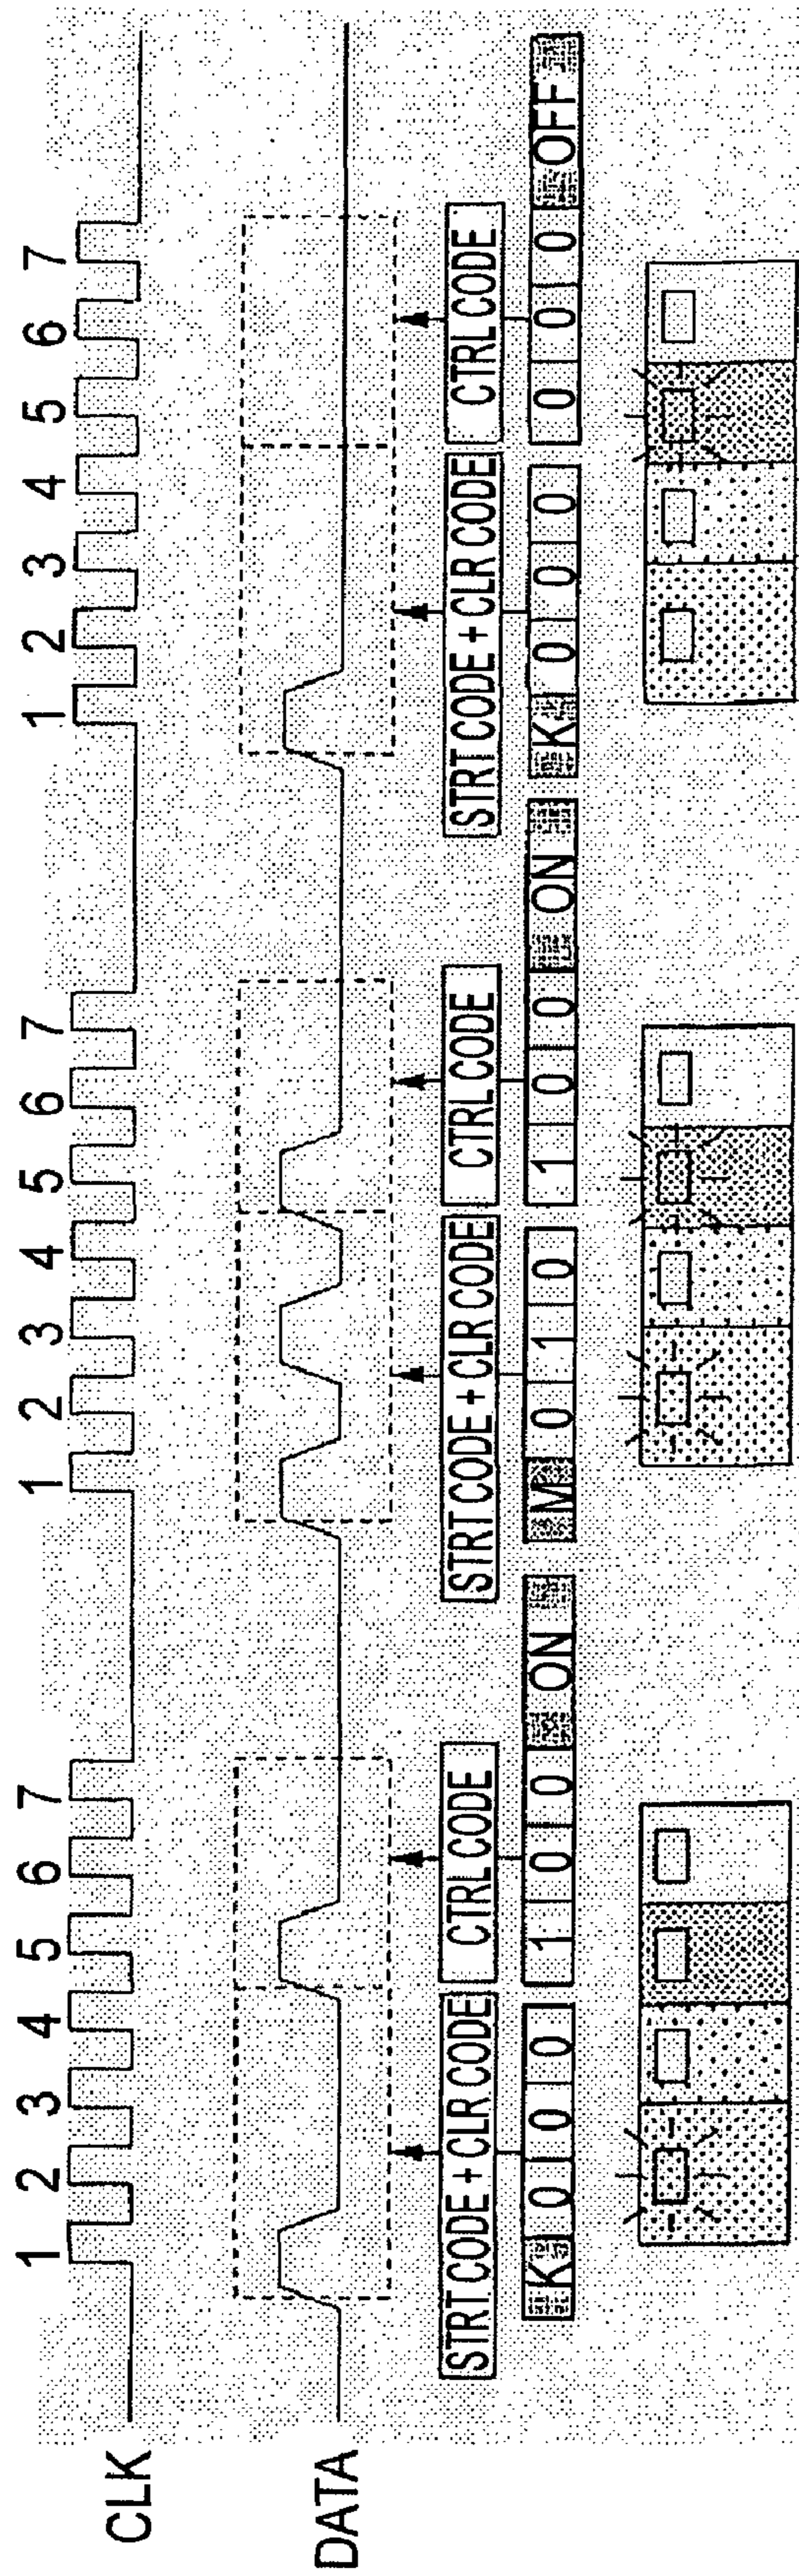 CLK 1 2 3 4 5 6 7 1 2 3 4 5 6 7 1 2 3 4 5 6 7
DATA
STRT CODE + CLR CODE CTRL CODE STRT CODE + CLR CODE CTRL CODE STRT CODE + CLR CODE CTRL CODE
K 0 0 0 1 0 0 ON M 0 1 0 1 0 0 ON K 0 0 0 0 0 0 OFF